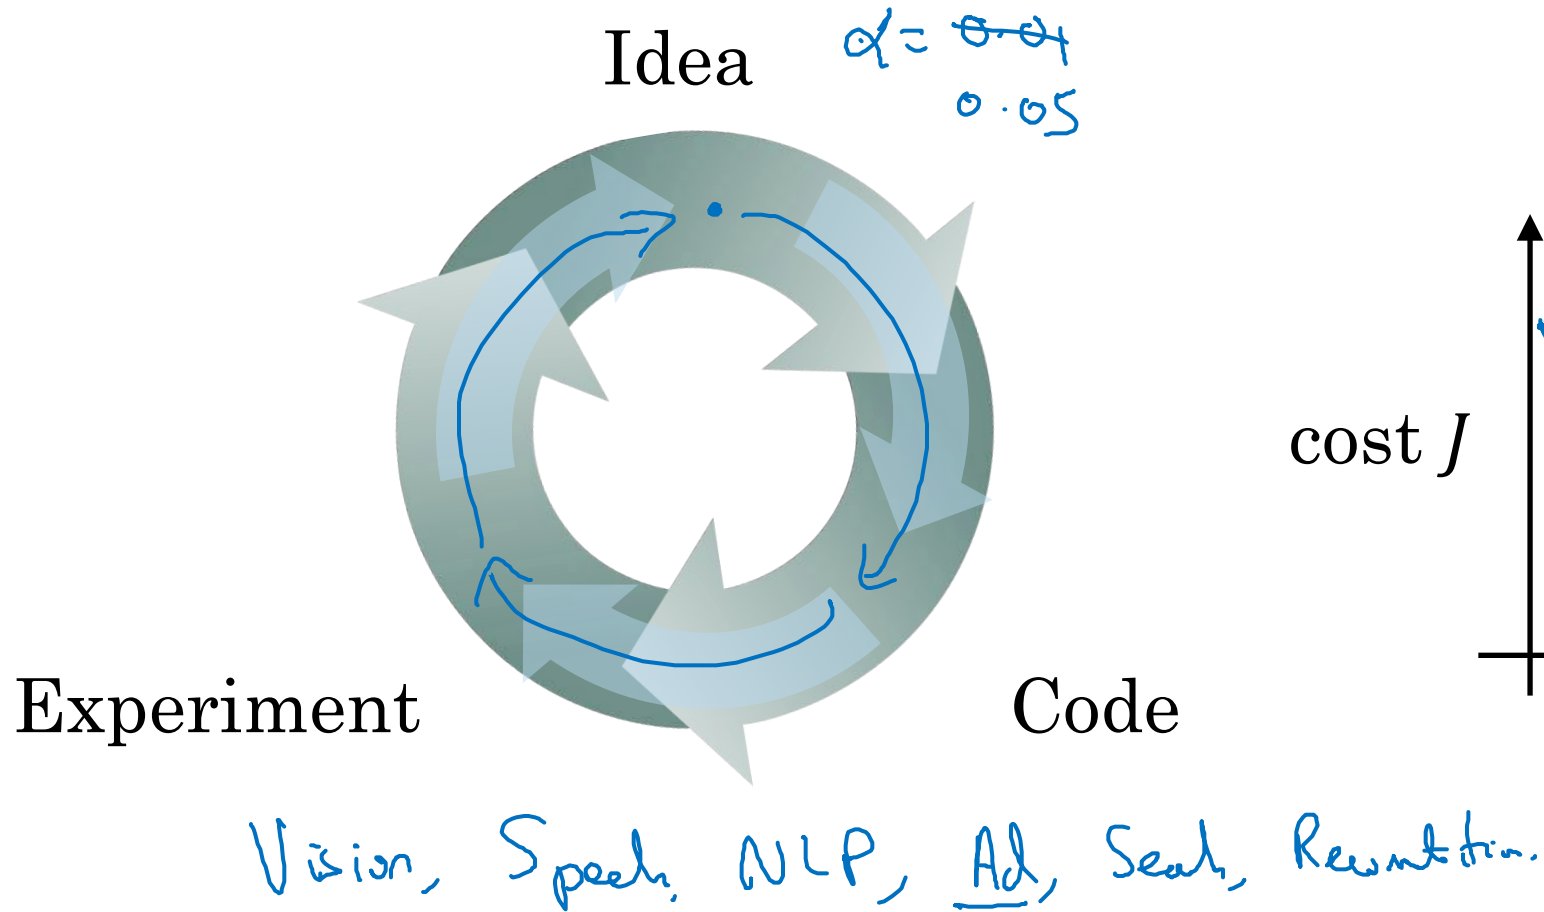 Idea
α = 0.01
0.05
cost J
Experiment
Code
Vision, Speech, NLP, Ad, Search,